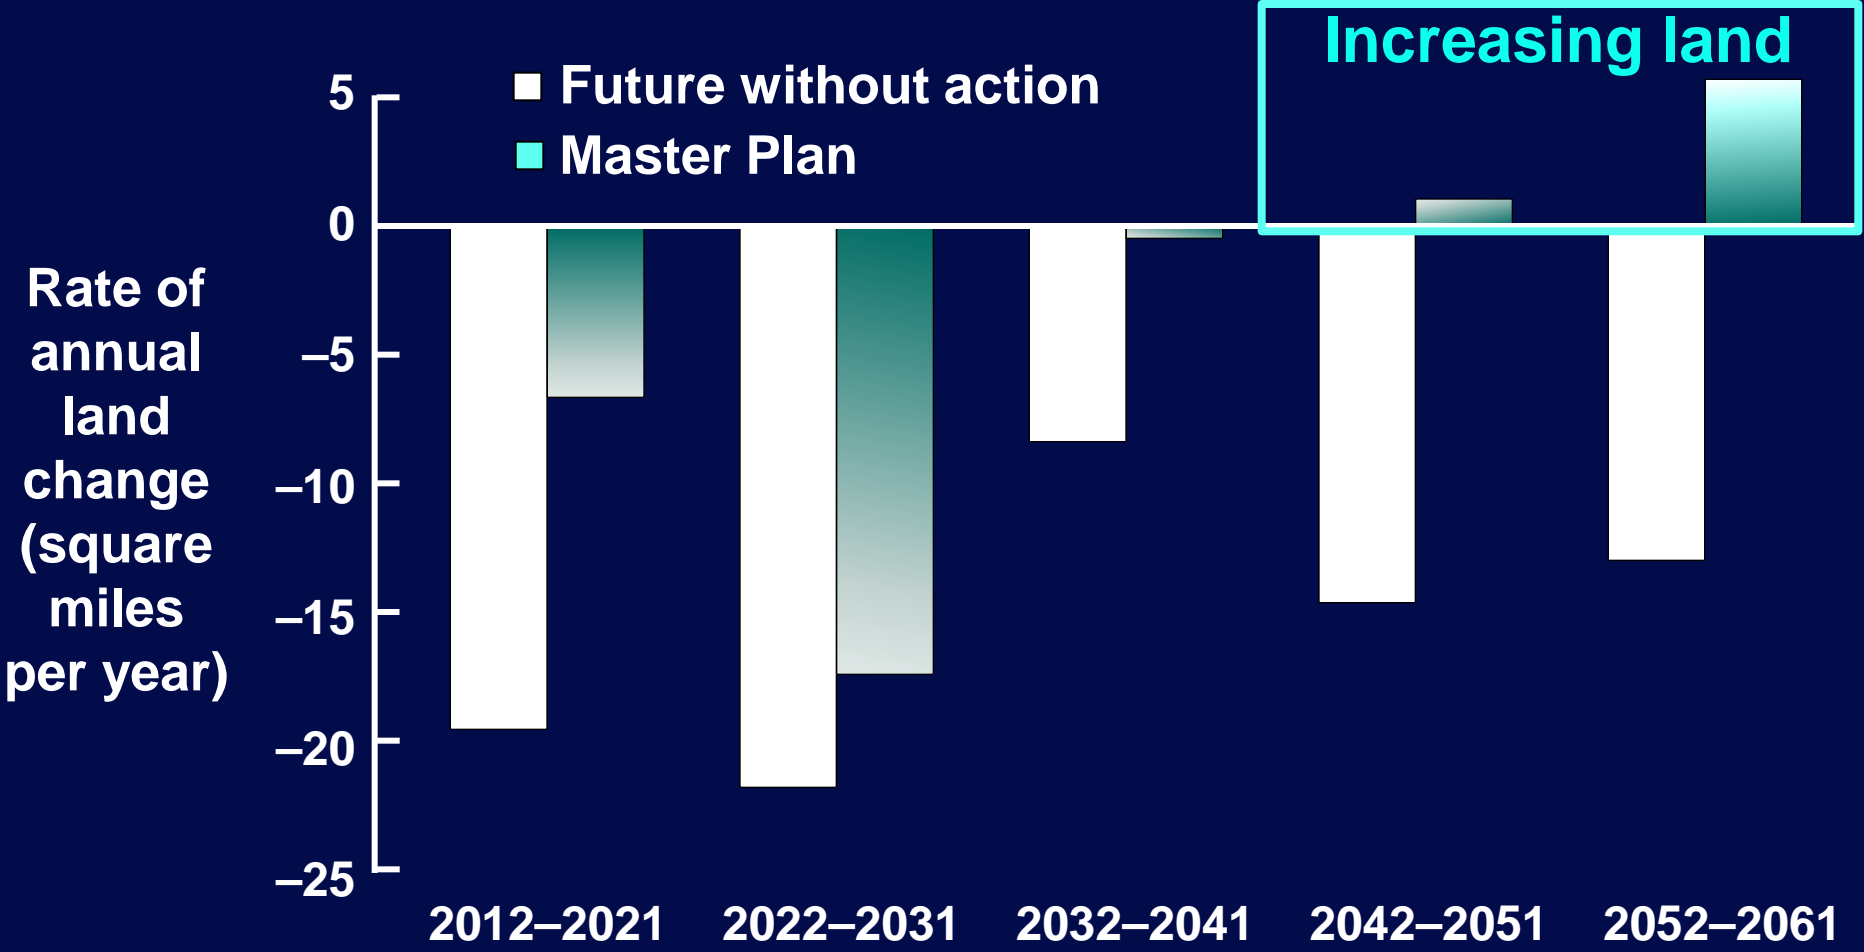 Increasing land
Future without action
Master Plan
5
0
–5
–10
–15
–20
–25
Rate of
annual
land
change
(square
miles
per year)
2012–2021 2022–2031 2032–2041 2042–2051 2052–2061